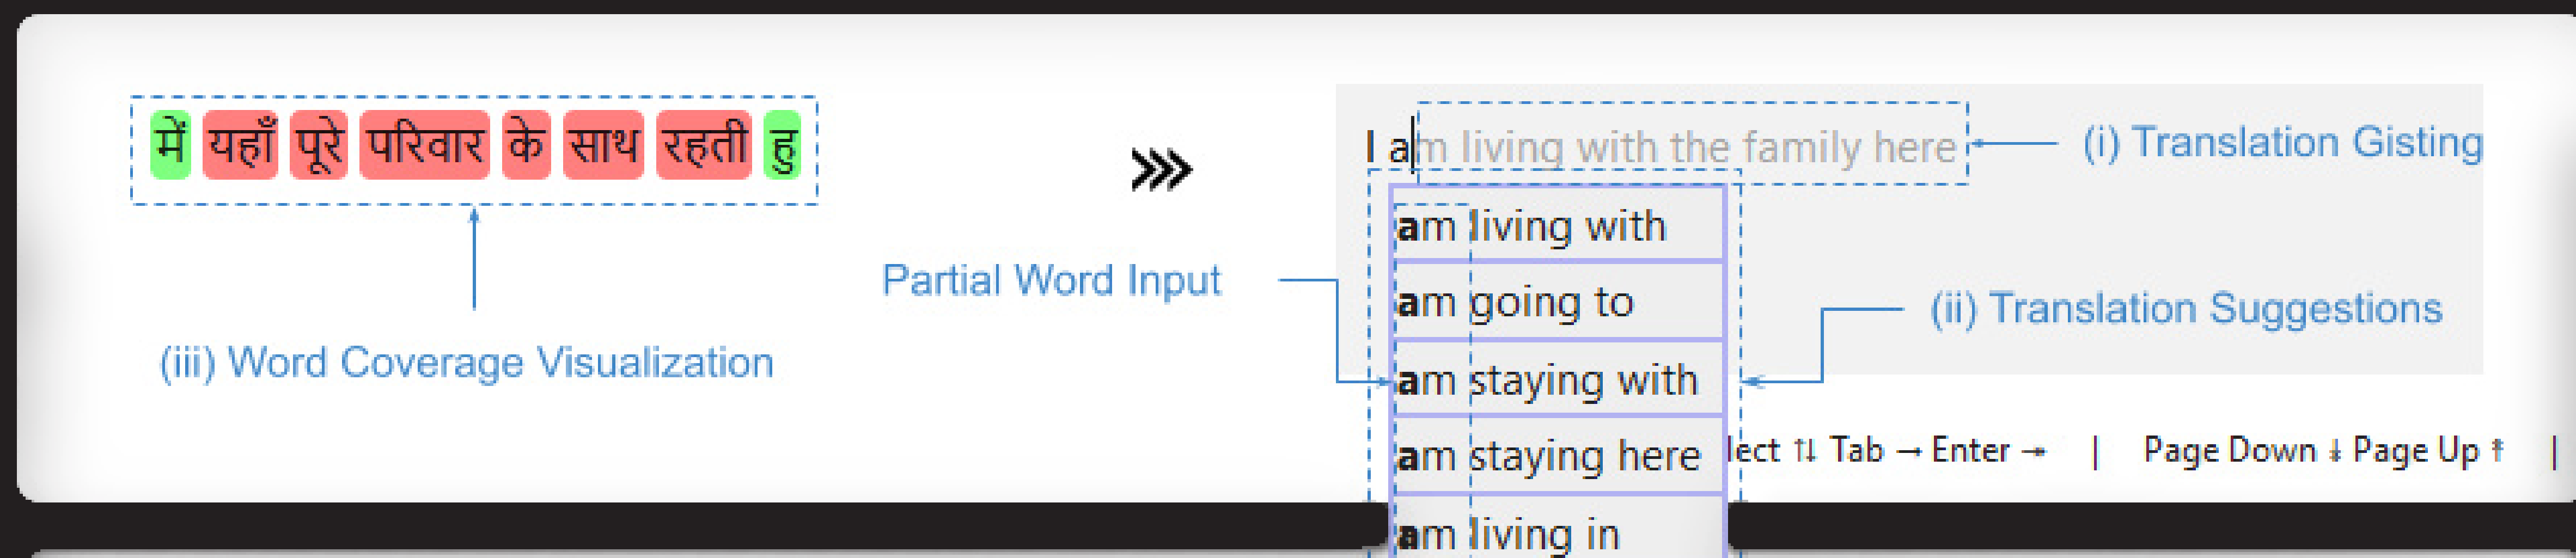 में यहाँ पूरे परिवार के साथ रहती हु
I am living with the family here
(i) Translation Gisting
am living with
Partial Word Input
am going to
(ii) Translation Suggestions
(iii) Word Coverage Visualization
am staying with
am staying here
lect ↑↓ Tab → Enter → | Page Down ⇟ Page Up ⇞ |
am living in